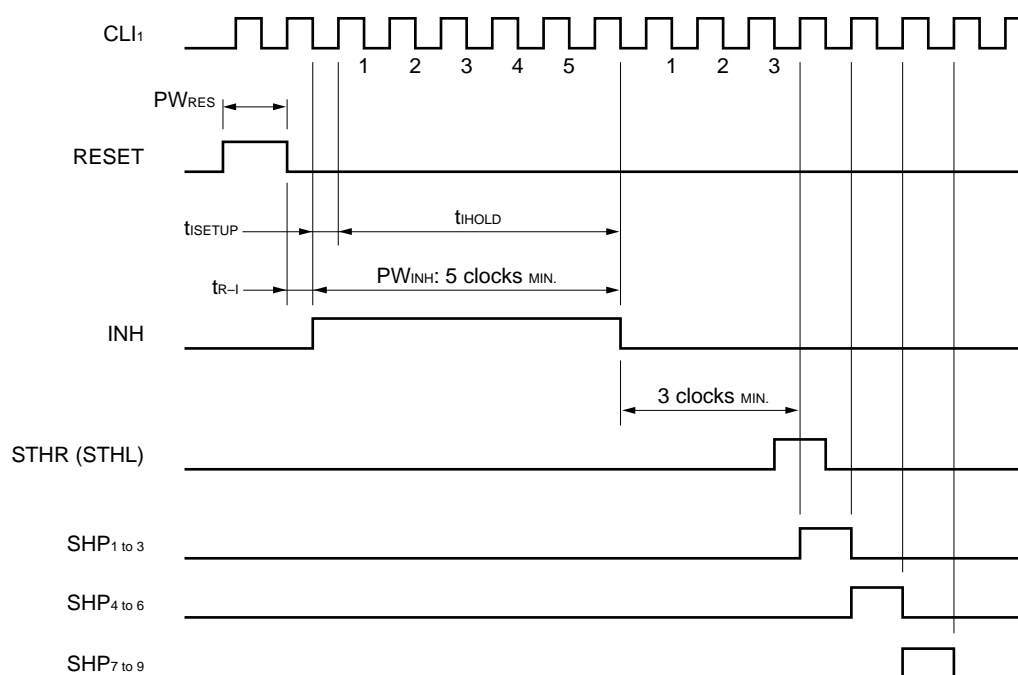 CLI1
1 2 3 4 5 1 2 3
PWRES
RESET
tISETUP tIHOLD
tR–I PWINH: 5 clocks MIN.
INH
3 clocks MIN.
STHR (STHL)
SHP1 to 3
SHP4 to 6
SHP7 to 9